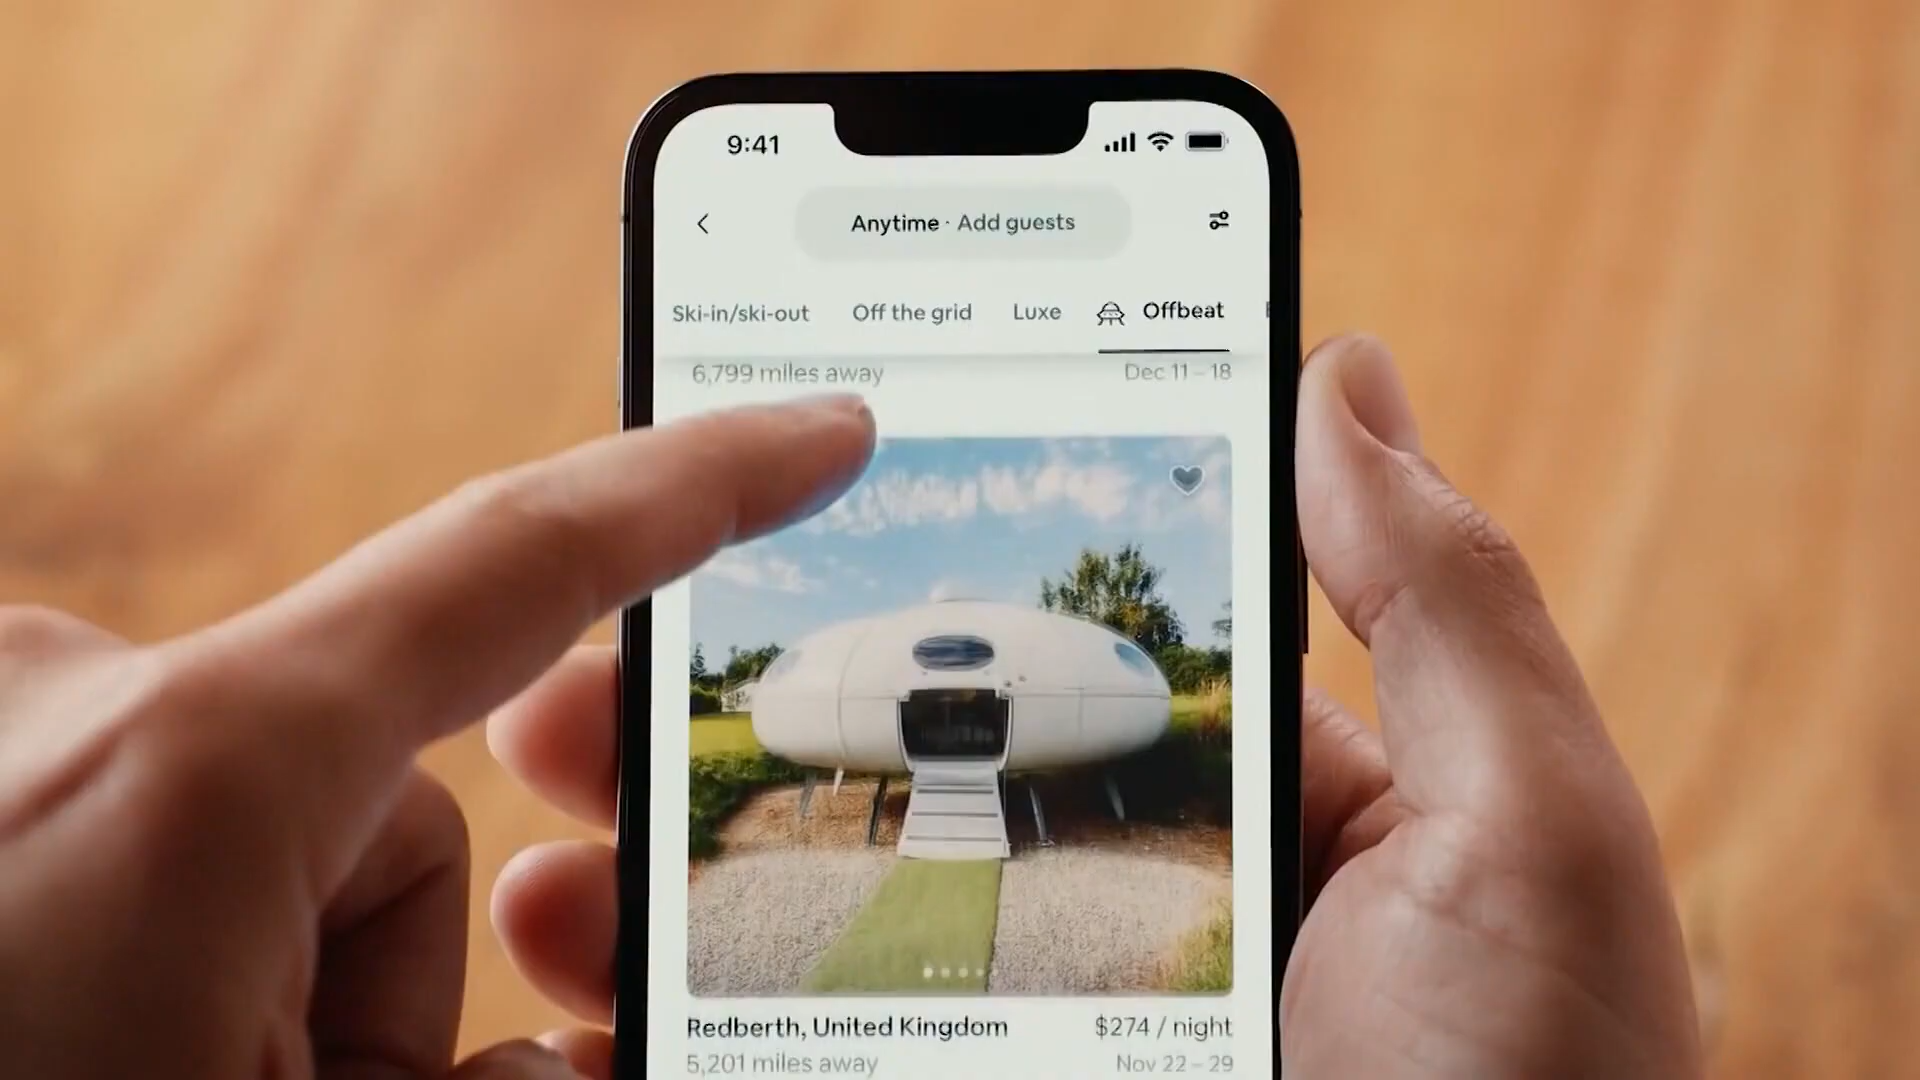 9:41
Anytime · Add guests
Ski-in/ski-out Off the grid Luxe Offbeat
6,799 miles away Dec 11 – 18
Redberth, United Kingdom $274 / night
5,201 miles away Nov 22 – 29